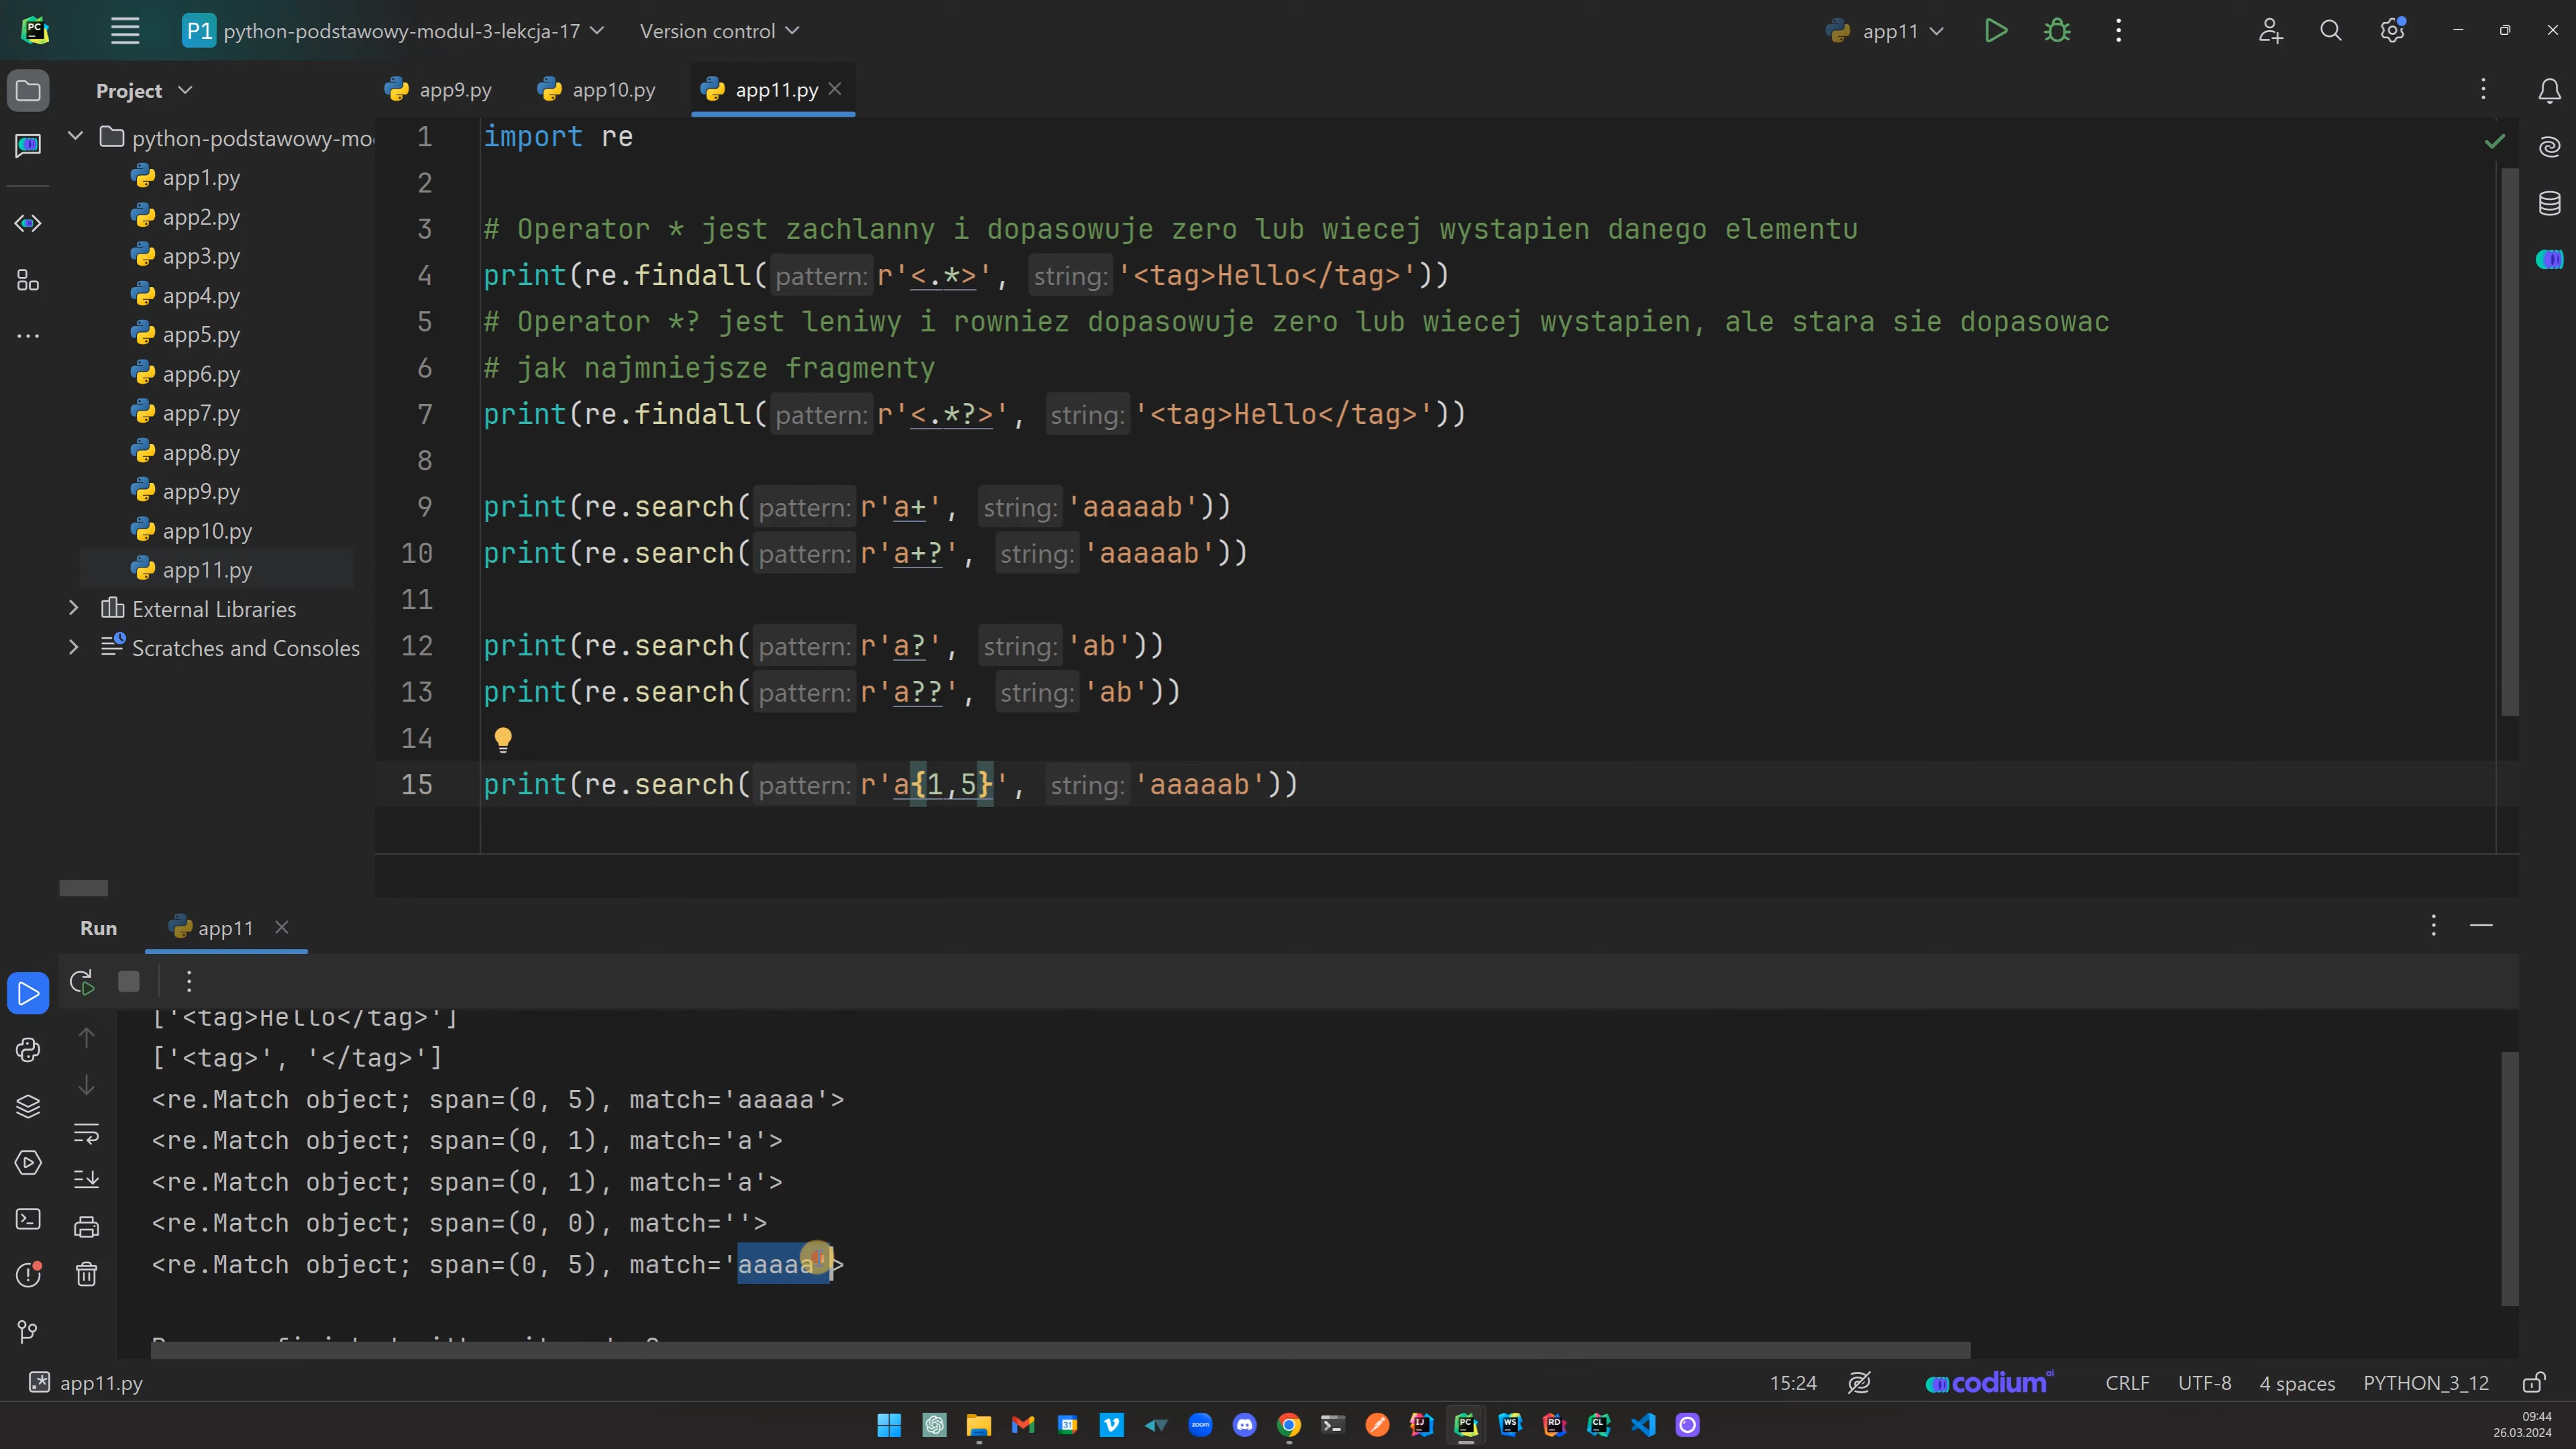 PC P1 python-podstawowy-modul-3-lekcja-17 Version control app11
Project app9.py app10.py app11.py
python-podstawowy-mo
app1.py
app2.py
app3.py
app4.py
app5.py
app6.py
app7.py
app8.py
app9.py
app10.py
app11.py
External Libraries
Scratches and Consoles
1 import re
2
3 # Operator * jest zachlanny i dopasowuje zero lub wiecej wystapien danego elementu
4 print(re.findall( pattern: r'<.*>', string: '<tag>Hello</tag>'))
5 # Operator *? jest leniwy i rowniez dopasowuje zero lub wiecej wystapien, ale stara sie dopasowac
6 # jak najmniejsze fragmenty
7 print(re.findall( pattern: r'<.*?>', string: '<tag>Hello</tag>'))
8
9 print(re.search( pattern: r'a+', string: 'aaaaab'))
10 print(re.search( pattern: r'a+?', string: 'aaaaab'))
11
12 print(re.search( pattern: r'a?', string: 'ab'))
13 print(re.search( pattern: r'a??', string: 'ab'))
14
15 print(re.search( pattern: r'a{1,5}', string: 'aaaaab'))
Run app11
['<tag>Hello</tag>']
['<tag>', '</tag>']
<re.Match object; span=(0, 5), match='aaaaa'>
<re.Match object; span=(0, 1), match='a'>
<re.Match object; span=(0, 1), match='a'>
<re.Match object; span=(0, 0), match=''>
<re.Match object; span=(0, 5), match='aaaaa'>
app11.py 15:24 codium ai CRLF UTF-8 4 spaces PYTHON_3_12
31 zoom IJ PC WS RD CL
09:44
26.03.2024